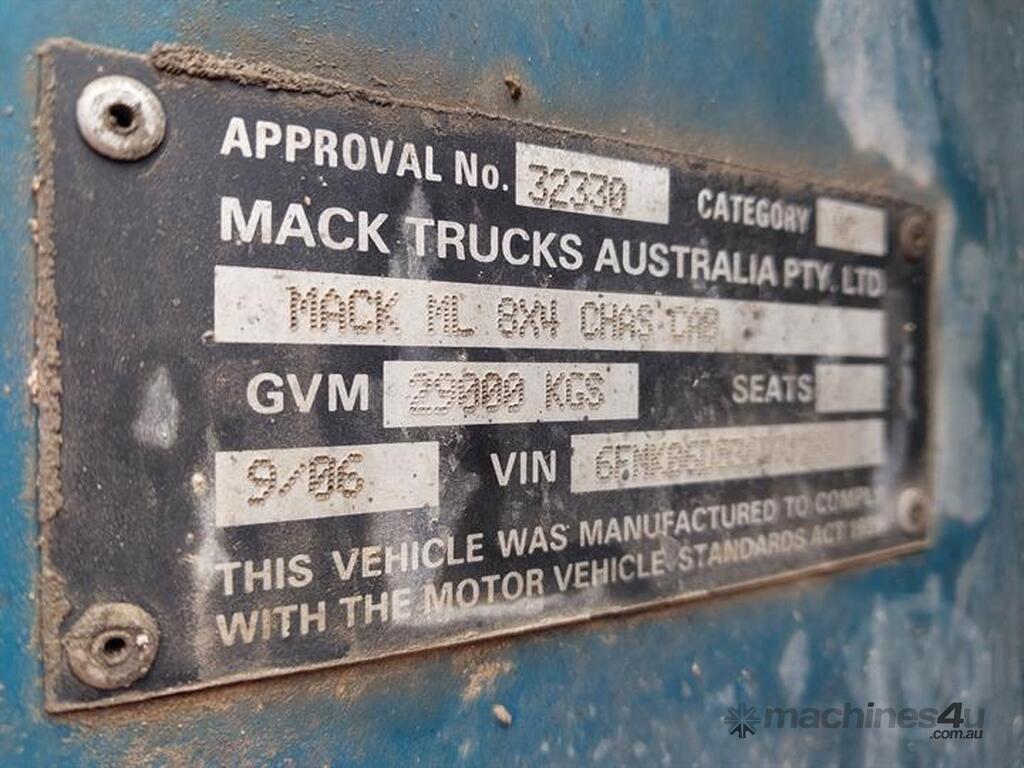 APPROVAL No. 32330 CATEGORY
MACK TRUCKS AUSTRALIA PTY. LTD
MACK ML 8X4 CHAS CAB
GVM 29000 KGS SEATS
9/06 VIN
THIS VEHICLE WAS MANUFACTURED TO COMPLY
WITH THE MOTOR VEHICLE STANDARDS ACT
machines4u
.com.au